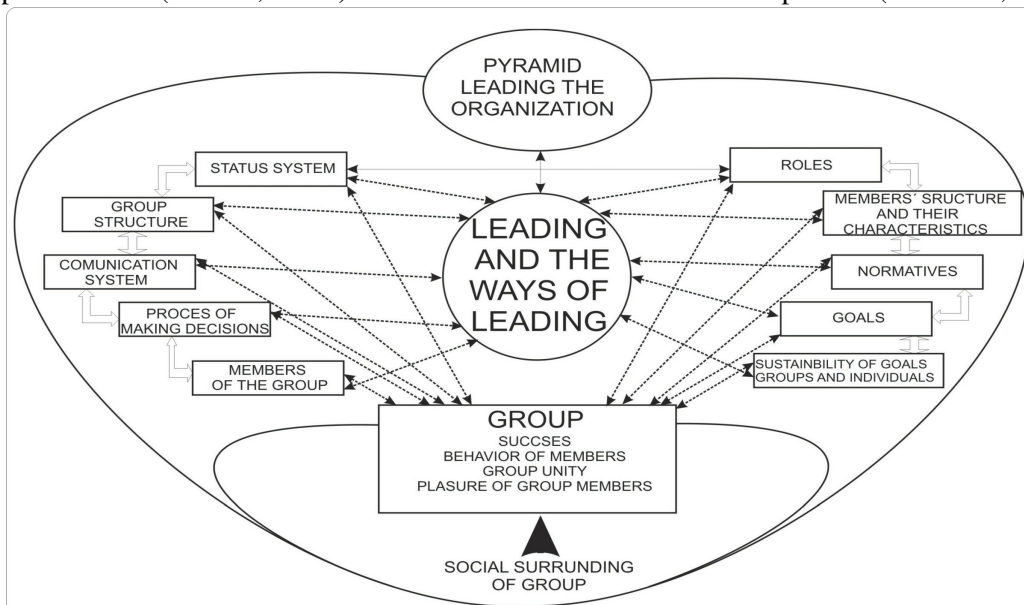 PYRAMID
LEADING THE
ORGANIZATION
STATUS SYSTEM
ROLES
GROUP
STRUCTURE
MEMBERS´ SRUCTURE
AND THEIR
CHARACTERISTICS
LEADING
AND THE
WAYS OF
LEADING
COMUNICATION
SYSTEM
NORMATIVES
PROCES OF
MAKING DECISIONS
GOALS
MEMBERS
OF THE GROUP
SUSTAINBILITY OF GOALS
GROUPS AND INDIVIDUALS
GROUP
SUCCSES
BEHAVIOR OF MEMBERS
GROUP UNITY
PLASURE OF GROUP MEMBERS
SOCIAL SURRUNDING
OF GROUP